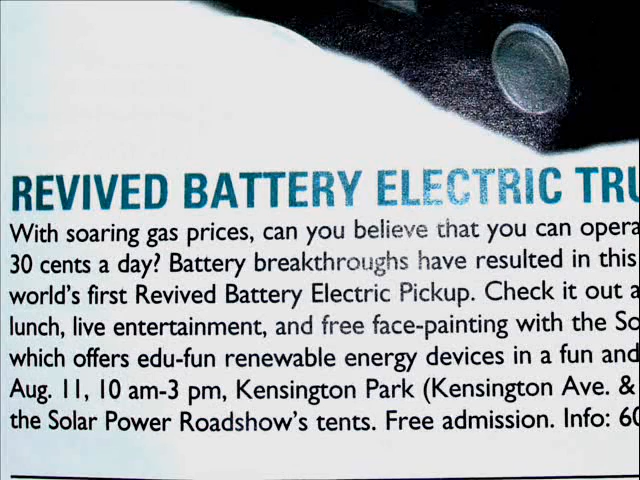 REVIVED BATTERY ELECTRIC TRU
With soaring gas prices, can you believe that you can opera
30 cents a day? Battery breakthroughs have resulted in this
world's first Revived Battery Electric Pickup. Check it out a
lunch, live entertainment, and free face-painting with the So
which offers edu-fun renewable energy devices in a fun and
Aug. 11, 10 am-3 pm, Kensington Park (Kensington Ave. &
the Solar Power Roadshow's tents. Free admission. Info: 60